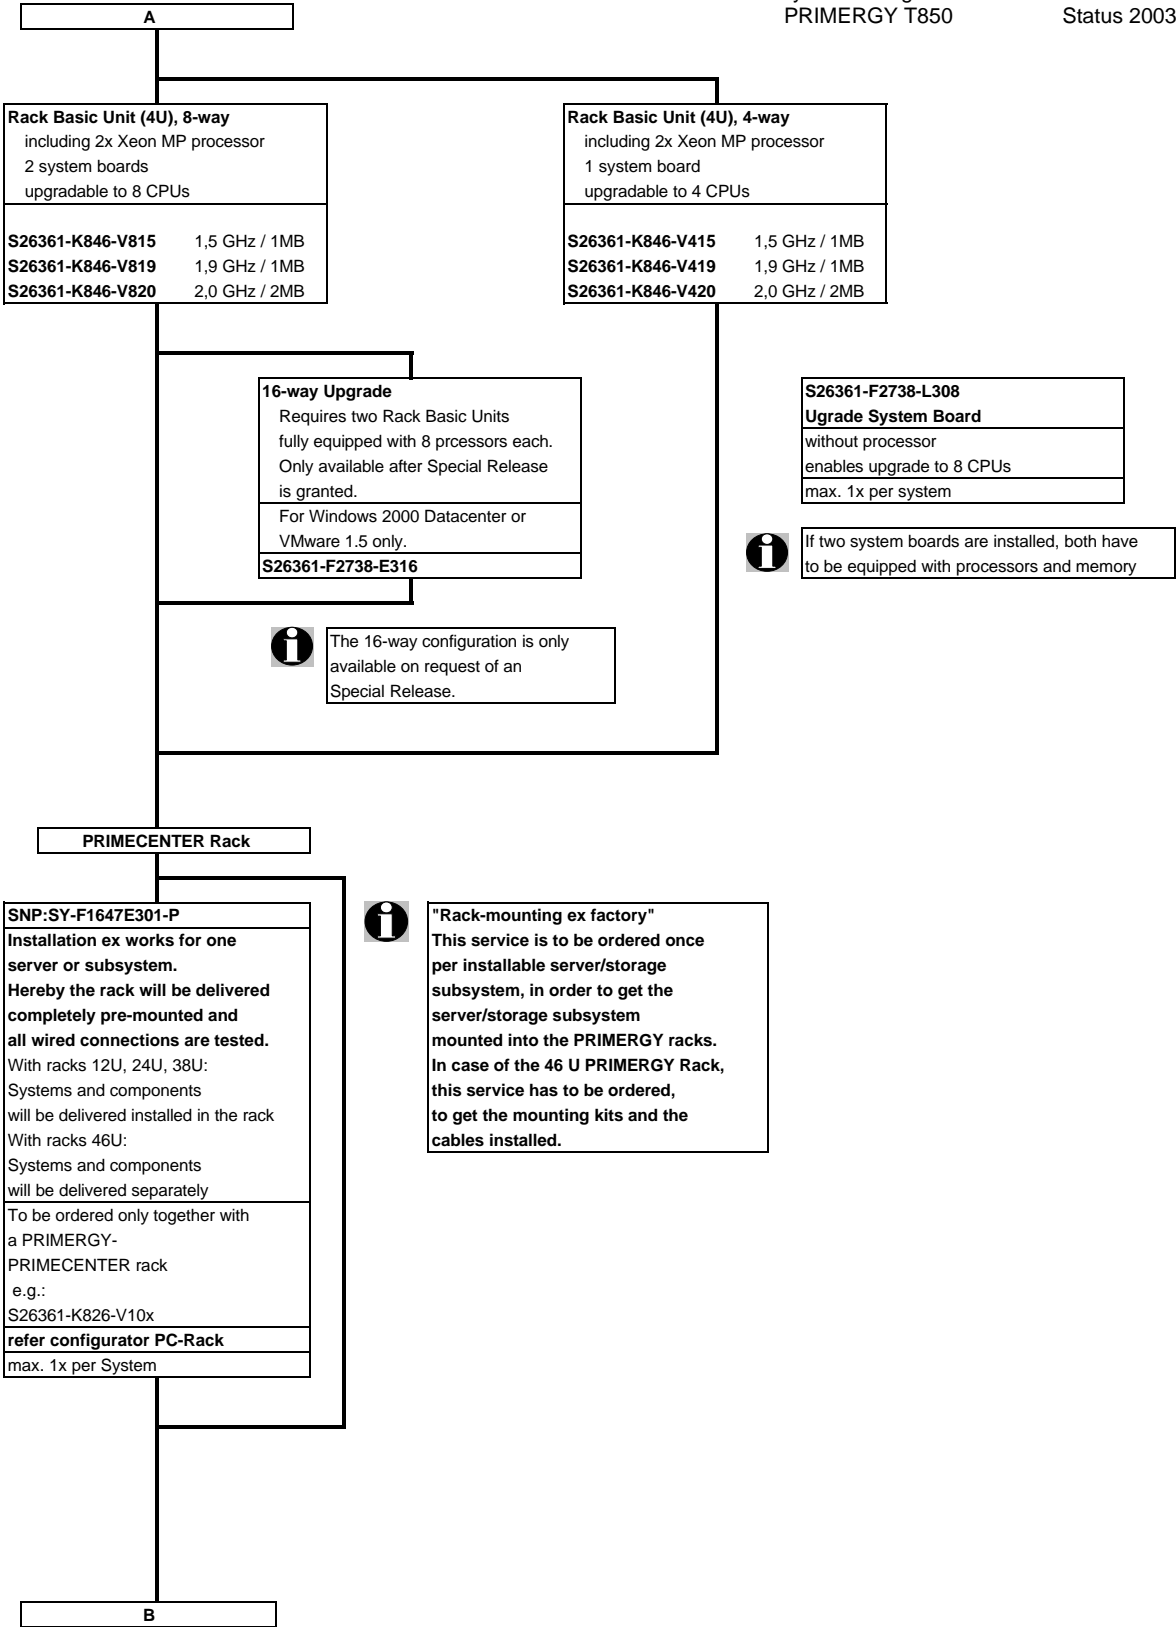 PRIMERGY T850 Status 2003
A
Rack Basic Unit (4U), 8-way
including 2x Xeon MP processor
2 system boards
upgradable to 8 CPUs
S26361-K846-V815 1,5 GHz / 1MB
S26361-K846-V819 1,9 GHz / 1MB
S26361-K846-V820 2,0 GHz / 2MB
Rack Basic Unit (4U), 4-way
including 2x Xeon MP processor
1 system board
upgradable to 4 CPUs
S26361-K846-V415 1,5 GHz / 1MB
S26361-K846-V419 1,9 GHz / 1MB
S26361-K846-V420 2,0 GHz / 2MB
16-way Upgrade
Requires two Rack Basic Units
fully equipped with 8 prcessors each.
Only available after Special Release
is granted.
For Windows 2000 Datacenter or
VMware 1.5 only.
S26361-F2738-E316
S26361-F2738-L308
Ugrade System Board
without processor
enables upgrade to 8 CPUs
max. 1x per system
If two system boards are installed, both have
to be equipped with processors and memory
The 16-way configuration is only
available on request of an
Special Release.
PRIMECENTER Rack
SNP:SY-F1647E301-P
Installation ex works for one
server or subsystem.
Hereby the rack will be delivered
completely pre-mounted and
all wired connections are tested.
With racks 12U, 24U, 38U:
Systems and components
will be delivered installed in the rack
With racks 46U:
Systems and components
will be delivered separately
To be ordered only together with
a PRIMERGY-
PRIMECENTER rack
e.g.:
S26361-K826-V10x
refer configurator PC-Rack
max. 1x per System
"Rack-mounting ex factory"
This service is to be ordered once
per installable server/storage
subsystem, in order to get the
server/storage subsystem
mounted into the PRIMERGY racks.
In case of the 46 U PRIMERGY Rack,
this service has to be ordered,
to get the mounting kits and the
cables installed.
B